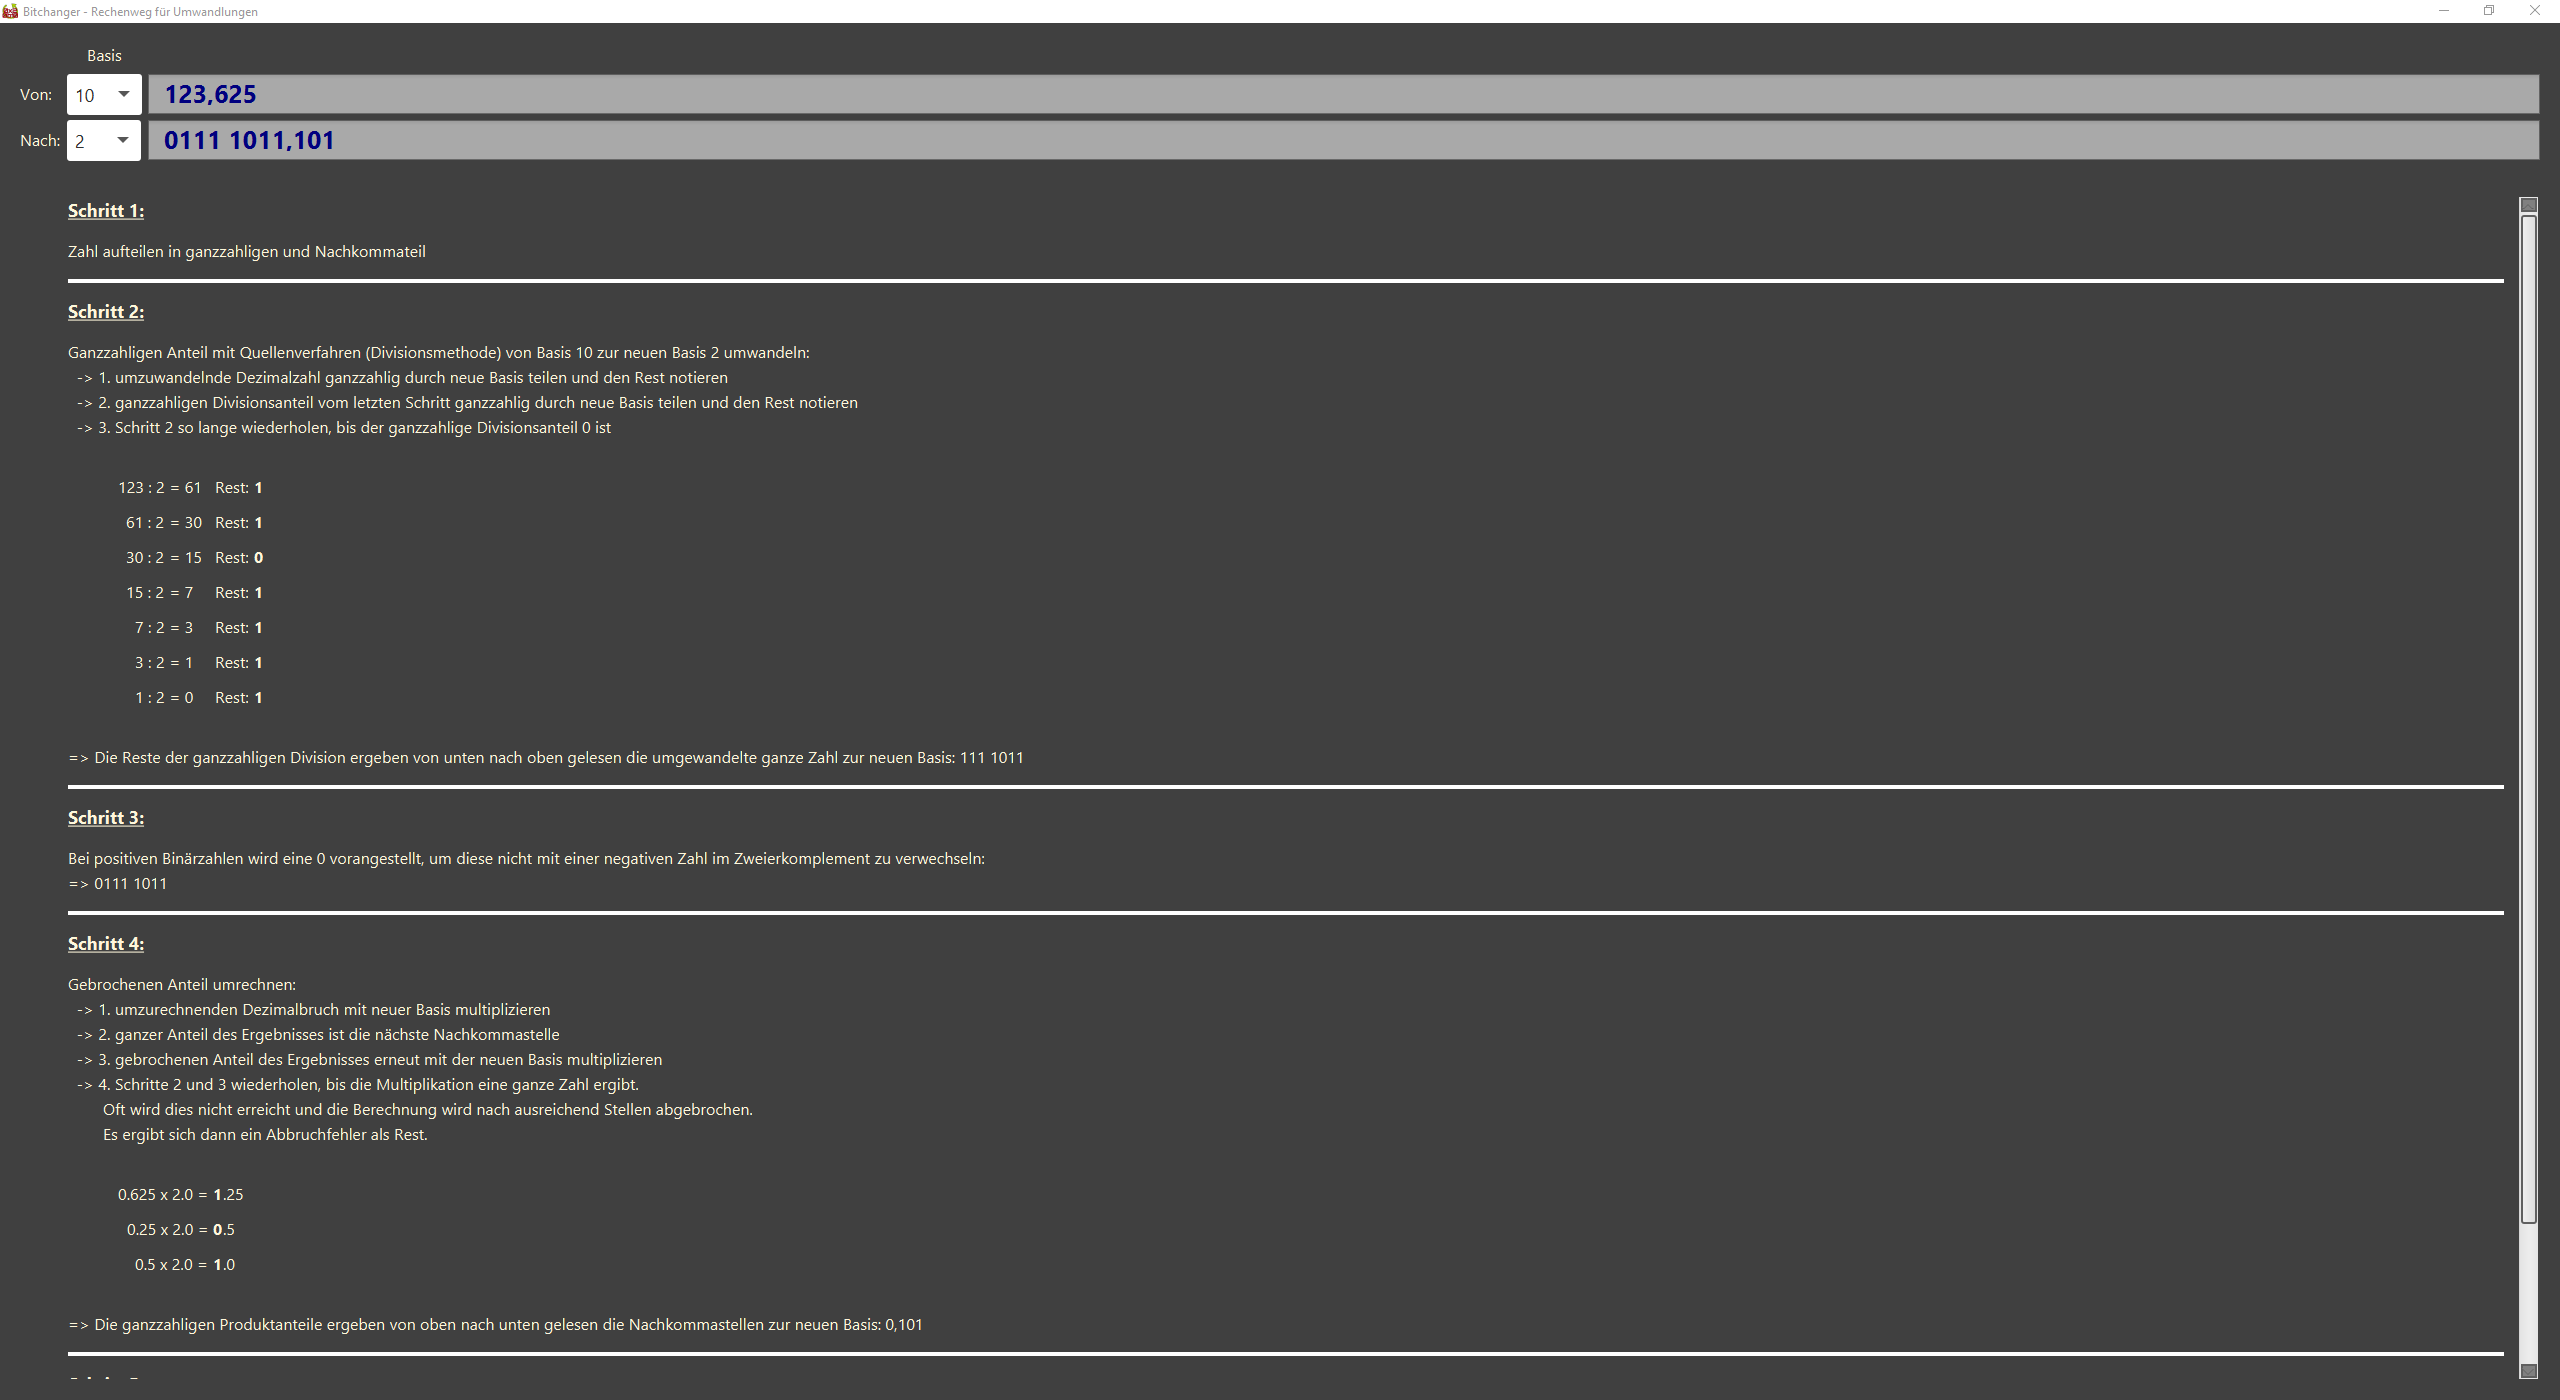 Bitchanger - Rechenweg für Umwandlungen
Basis
Von: 10 123,625
Nach: 2 0111 1011,101
Schritt 1:
Zahl aufteilen in ganzzahligen und Nachkommateil
Schritt 2:
Ganzzahligen Anteil mit Quellenverfahren (Divisionsmethode) von Basis 10 zur neuen Basis 2 umwandeln:
-> 1. umzuwandelnde Dezimalzahl ganzzahlig durch neue Basis teilen und den Rest notieren
-> 2. ganzzahligen Divisionsanteil vom letzten Schritt ganzzahlig durch neue Basis teilen und den Rest notieren
-> 3. Schritt 2 so lange wiederholen, bis der ganzzahlige Divisionsanteil 0 ist
123 : 2 = 61 Rest: 1
61 : 2 = 30 Rest: 1
30 : 2 = 15 Rest: 0
15 : 2 = 7 Rest: 1
7 : 2 = 3 Rest: 1
3 : 2 = 1 Rest: 1
1 : 2 = 0 Rest: 1
=> Die Reste der ganzzahligen Division ergeben von unten nach oben gelesen die umgewandelte ganze Zahl zur neuen Basis: 111 1011
Schritt 3:
Bei positiven Binärzahlen wird eine 0 vorangestellt, um diese nicht mit einer negativen Zahl im Zweierkomplement zu verwechseln:
=> 0111 1011
Schritt 4:
Gebrochenen Anteil umrechnen:
-> 1. umzurechnenden Dezimalbruch mit neuer Basis multiplizieren
-> 2. ganzer Anteil des Ergebnisses ist die nächste Nachkommastelle
-> 3. gebrochenen Anteil des Ergebnisses erneut mit der neuen Basis multiplizieren
-> 4. Schritte 2 und 3 wiederholen, bis die Multiplikation eine ganze Zahl ergibt.
Oft wird dies nicht erreicht und die Berechnung wird nach ausreichend Stellen abgebrochen.
Es ergibt sich dann ein Abbruchfehler als Rest.
0.625 x 2.0 = 1.25
0.25 x 2.0 = 0.5
0.5 x 2.0 = 1.0
=> Die ganzzahligen Produktanteile ergeben von oben nach unten gelesen die Nachkommastellen zur neuen Basis: 0,101